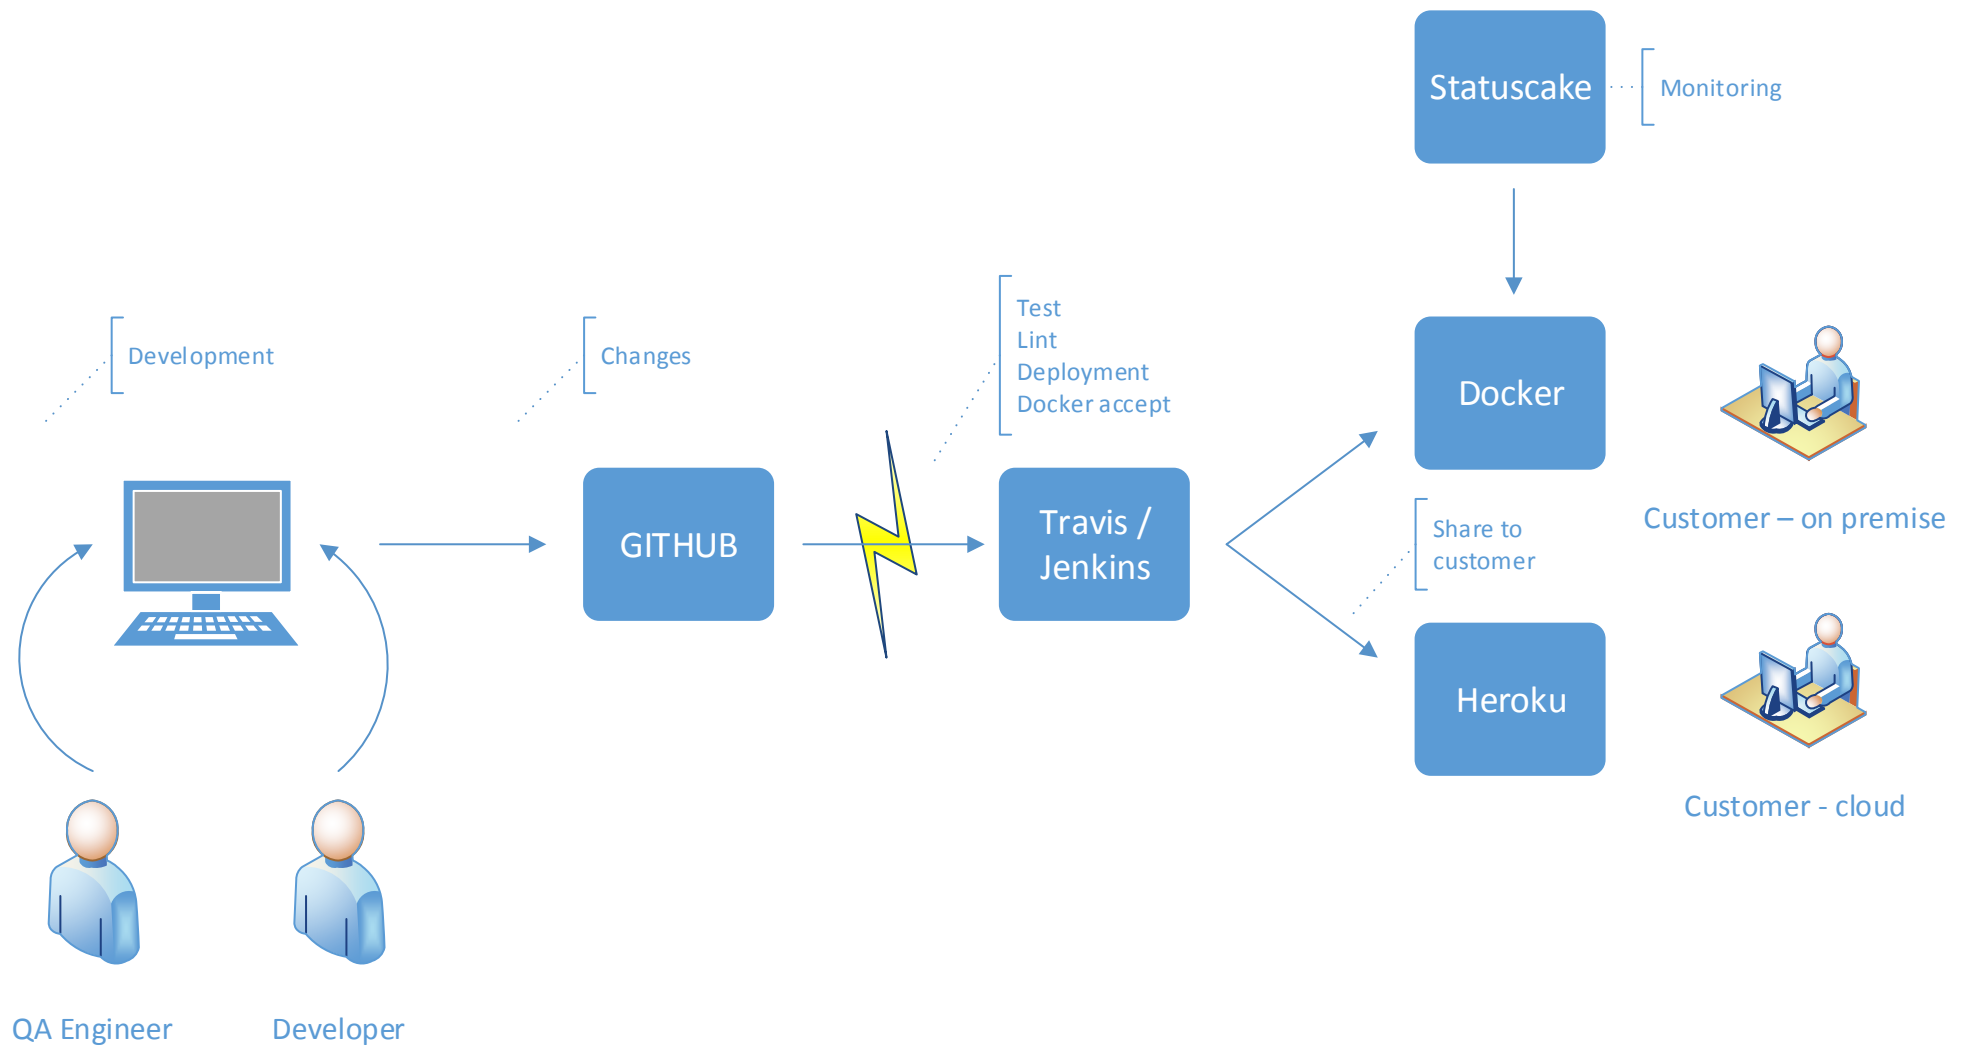 Statuscake
Monitoring
Test
Lint
Deployment
Docker accept
Development
Changes
Docker
GITHUB
Travis /
Jenkins
Share to
customer
Customer – on premise
Heroku
Customer - cloud
QA Engineer
Developer